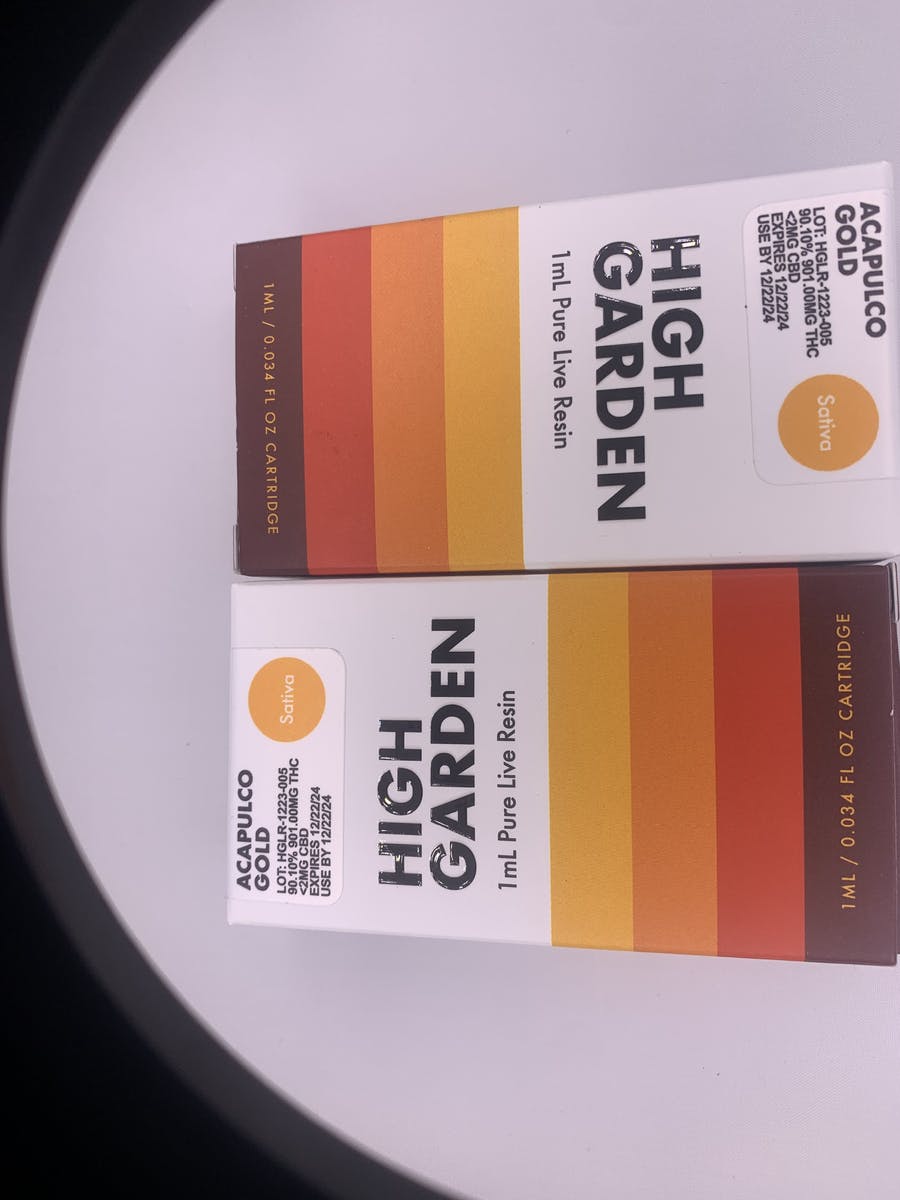 ACAPULCO
GOLD
LOT: HGLR-1223-005
90.10% 901.00MG THC
<2MG CBD
EXPIRES 12/22/24
USE BY 12/22/24
Sativa
HIGH
GARDEN
1mL Pure Live Resin
1ML / 0.034 FL OZ CARTRIDGE
ACAPULCO
GOLD
LOT: HGLR-1223-005
90.10% 901.00MG THC
<2MG CBD
EXPIRES 12/22/24
USE BY 12/22/24
Sativa
HIGH
GARDEN
1mL Pure Live Resin
1ML / 0.034 FL OZ CARTRIDGE